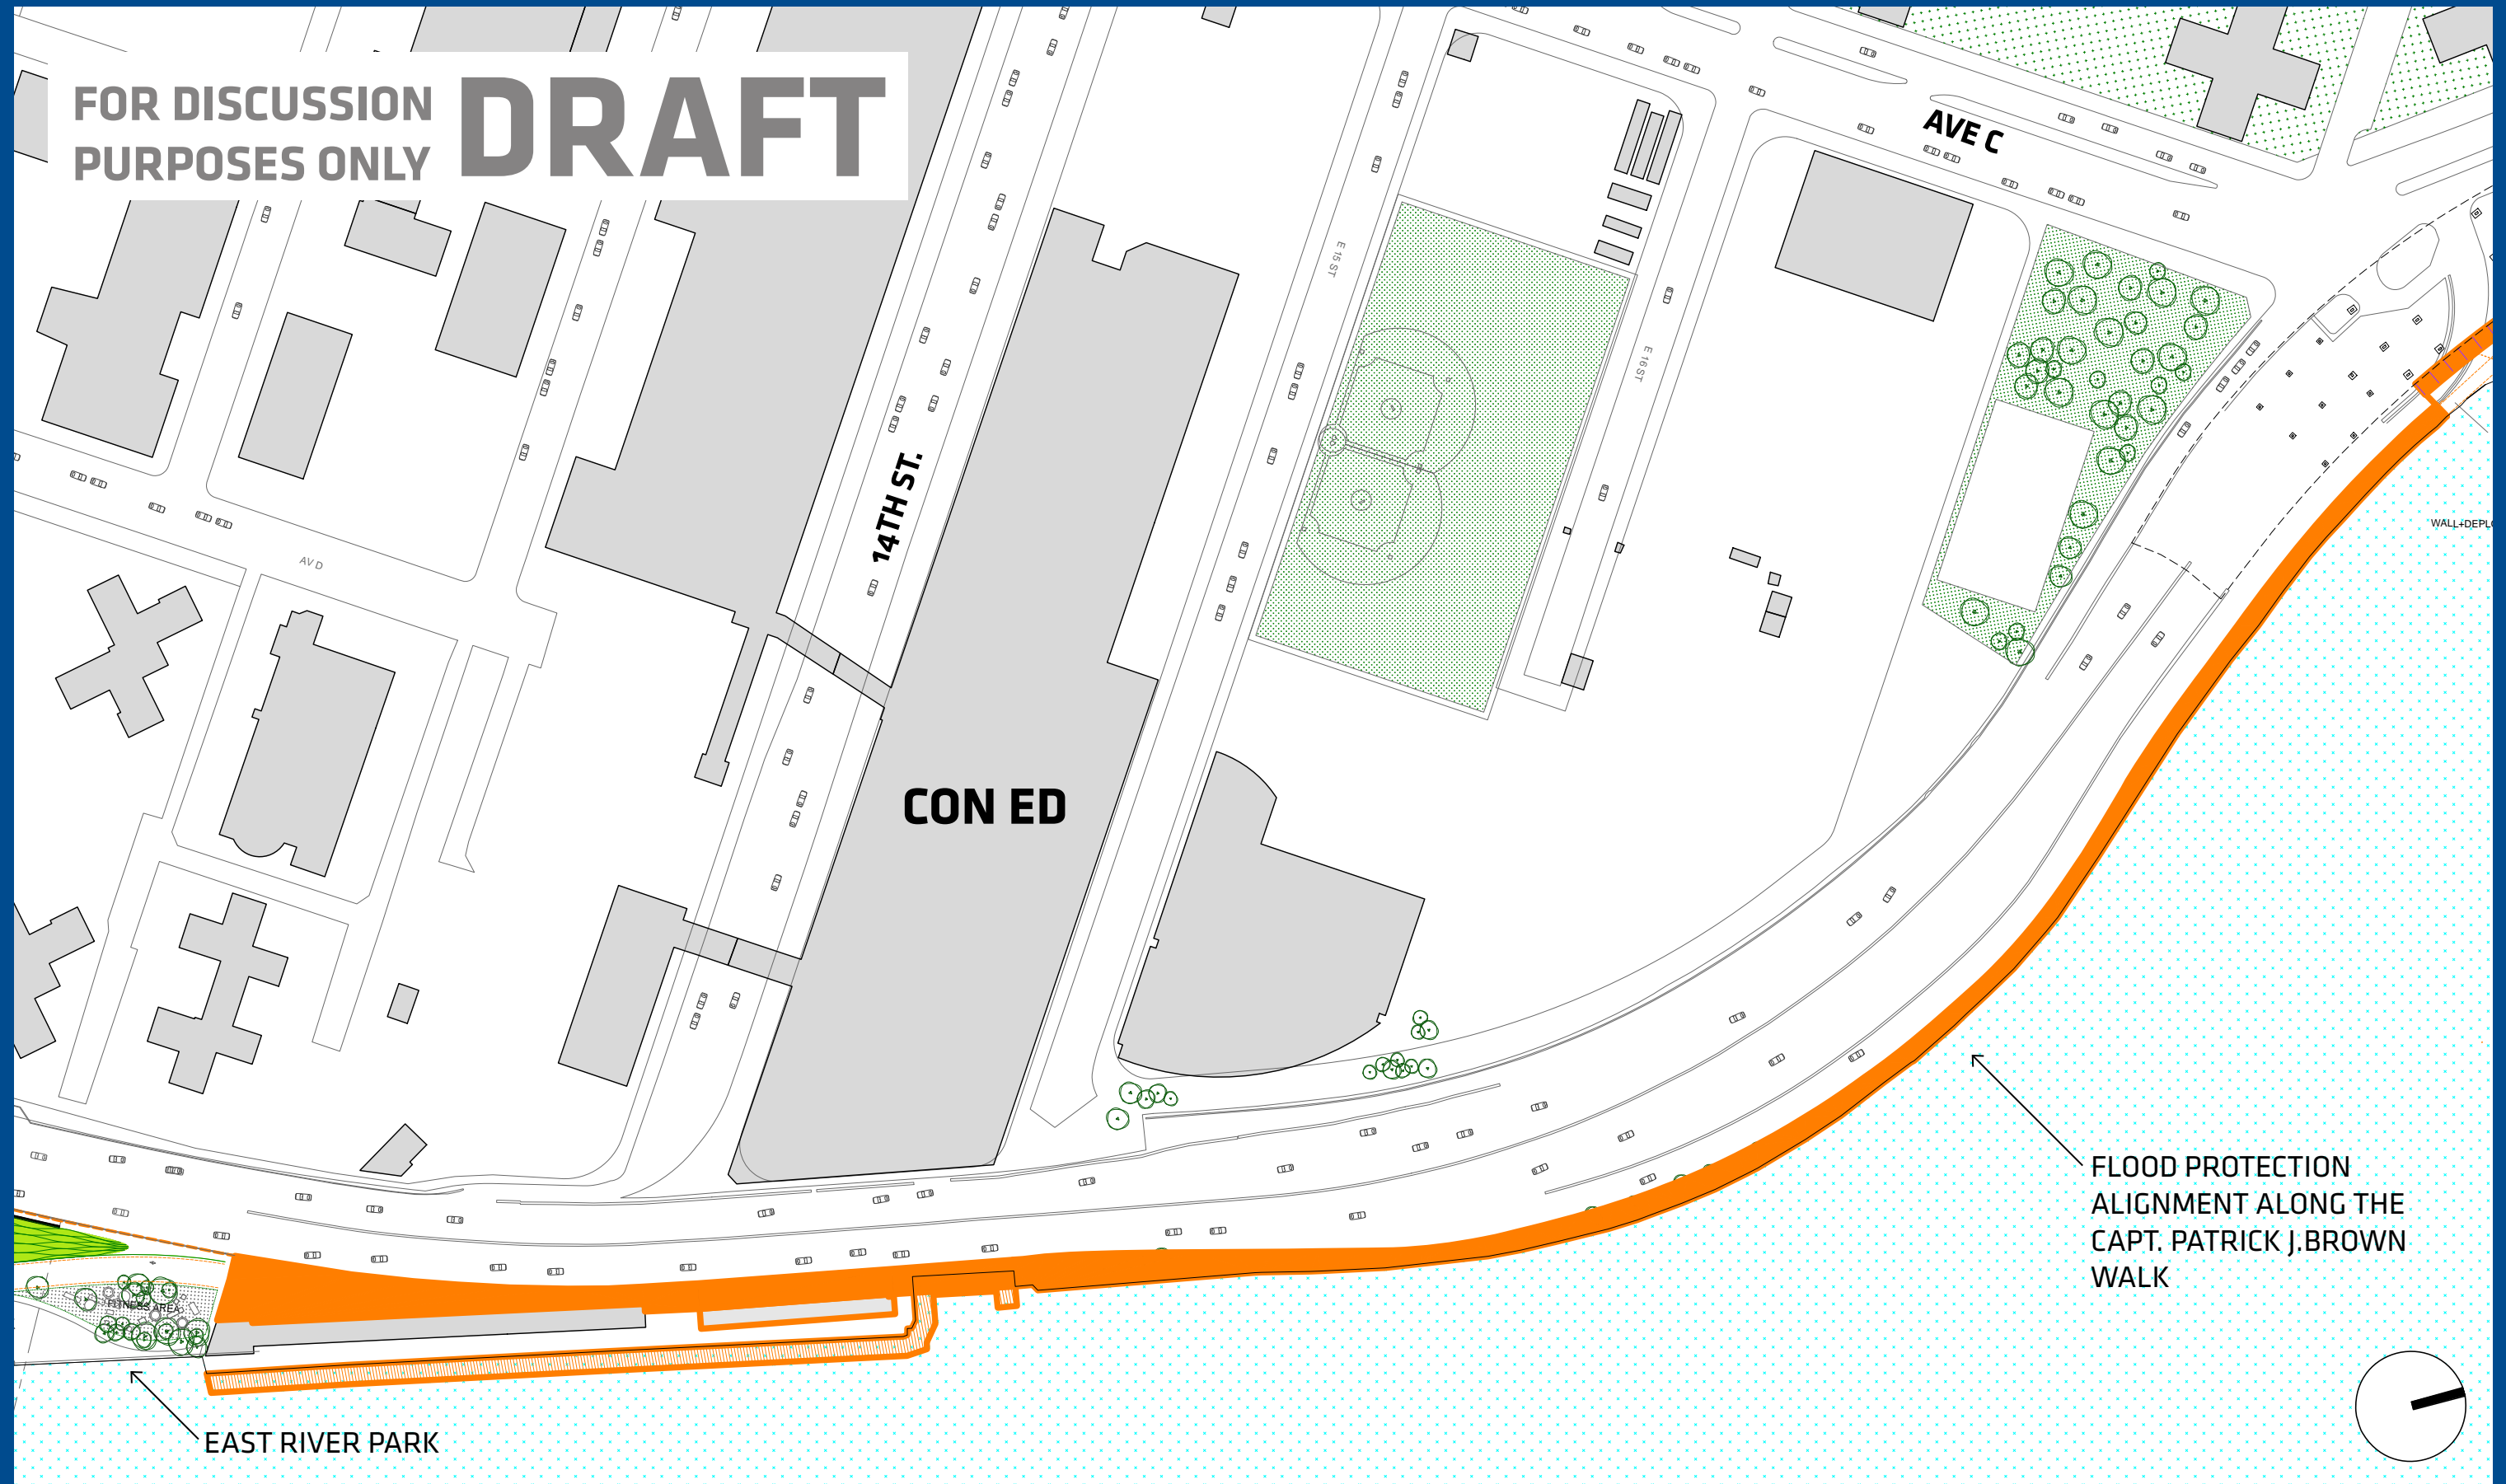 FOR DISCUSSION
PURPOSES ONLY
DRAFT
AVE C
E 15 ST
E 16 ST
14TH ST.
AV D
WALL+DEPLO
CON ED
FLOOD PROTECTION
ALIGNMENT ALONG THE
CAPT. PATRICK J.BROWN
WALK
FITNESS AREA
EAST RIVER PARK